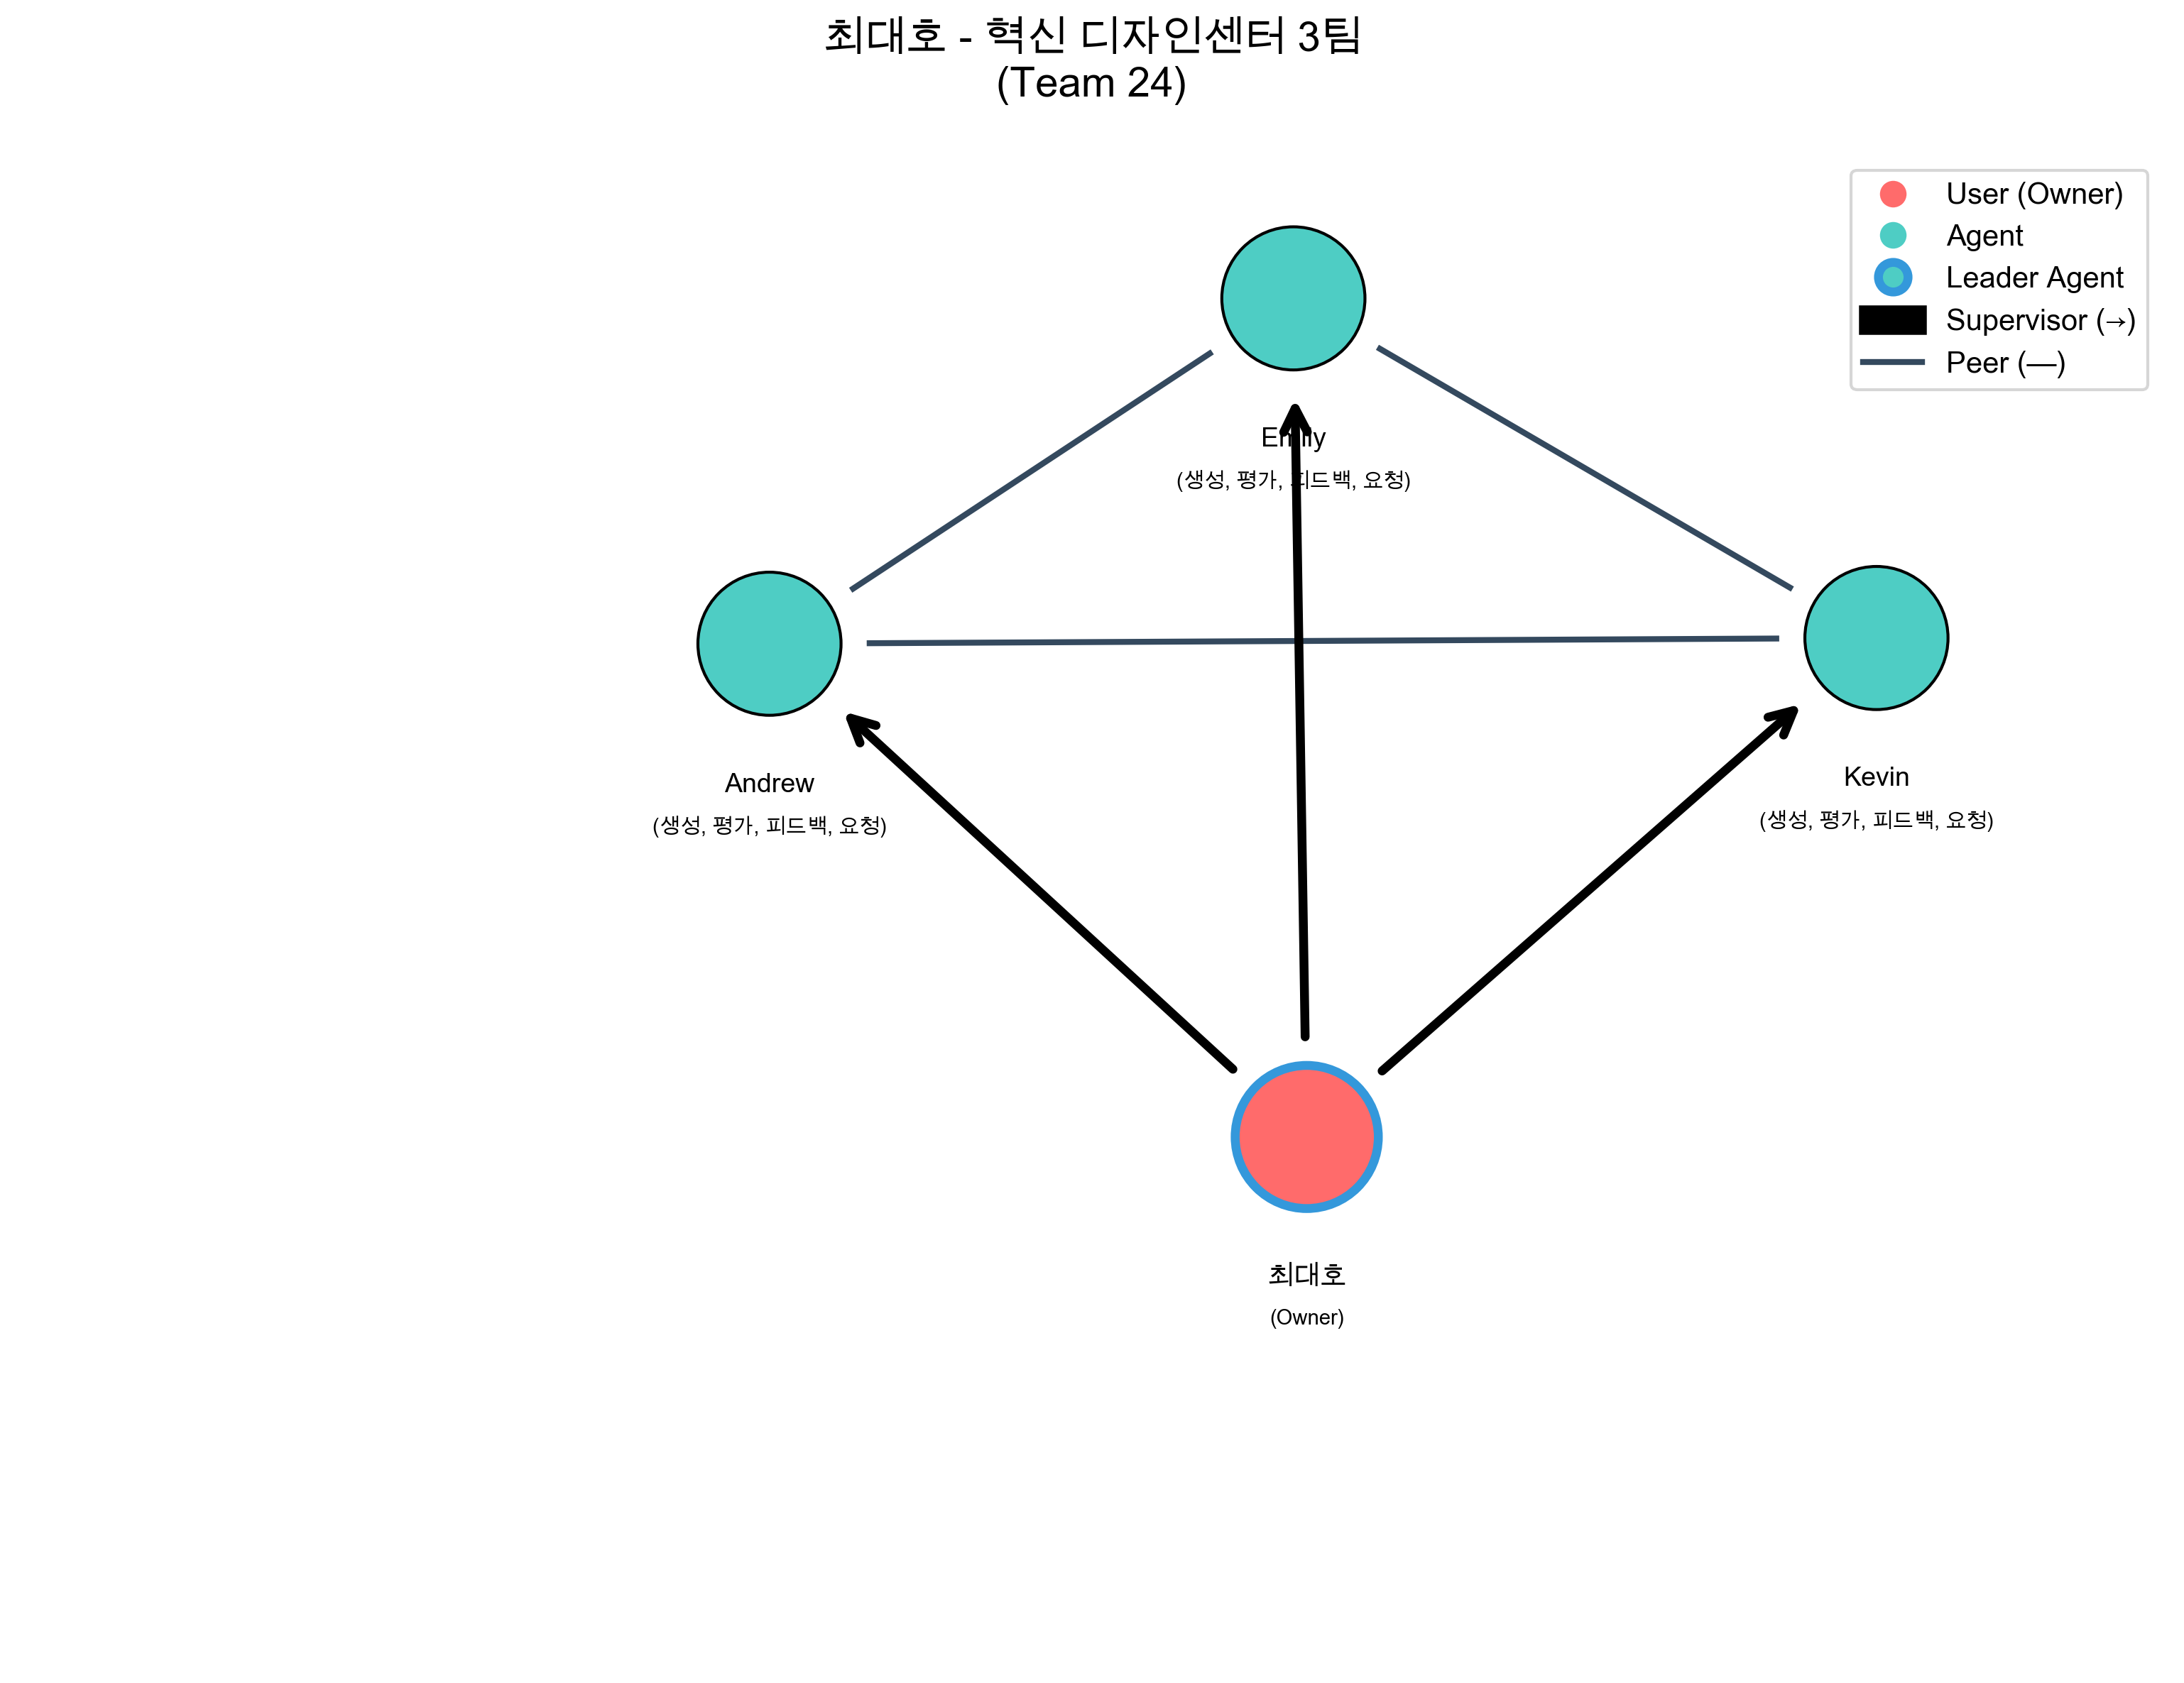 최대호 - 혁신 디자인센터 3팀
(Team 24)
User (Owner)
Agent
Leader Agent
Supervisor (→)
Peer (—)
Emily
(생성, 평가, 피드백, 요청)
Andrew
(생성, 평가, 피드백, 요청)
Kevin
(생성, 평가, 피드백, 요청)
최대호
(Owner)